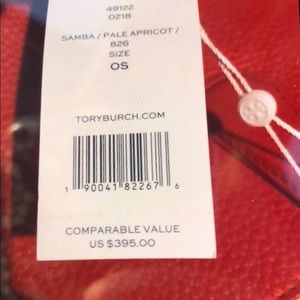 49122
0218
SAMBA / PALE APRICOT /
826
SIZE
OS
TORYBURCH.COM
1 90041 82267 6
COMPARABLE VALUE
US $395.00